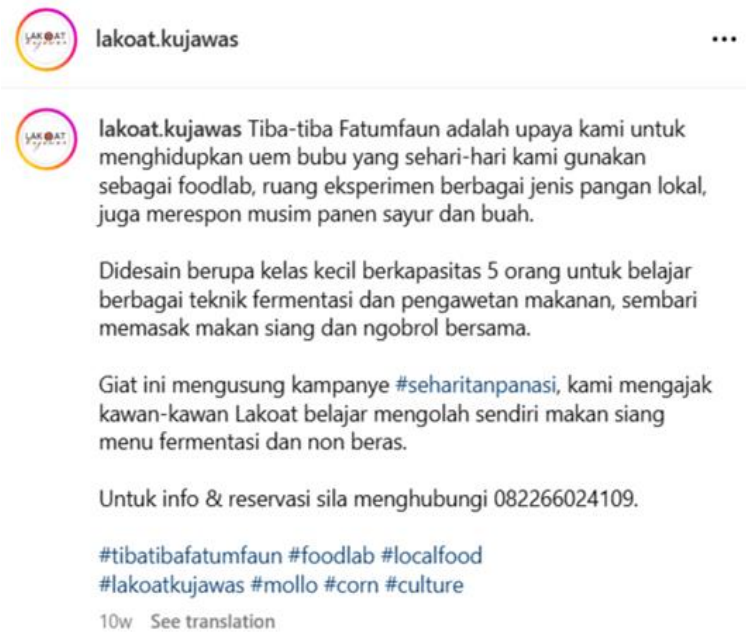 LAKOAT
Kujawas
lakoat.kujawas
LAKOAT
Kujawas
lakoat.kujawas Tiba-tiba Fatumfaun adalah upaya kami untuk
menghidupkan uem bubu yang sehari-hari kami gunakan
sebagai foodlab, ruang eksperimen berbagai jenis pangan lokal,
juga merespon musim panen sayur dan buah.
Didesain berupa kelas kecil berkapasitas 5 orang untuk belajar
berbagai teknik fermentasi dan pengawetan makanan, sembari
memasak makan siang dan ngobrol bersama.
Giat ini mengusung kampanye #seharitanpanasi, kami mengajak
kawan-kawan Lakoat belajar mengolah sendiri makan siang
menu fermentasi dan non beras.
Untuk info & reservasi sila menghubungi 082266024109.
#tibatibafatumfaun #foodlab #localfood
#lakoatkujawas #mollo #corn #culture
10w See translation